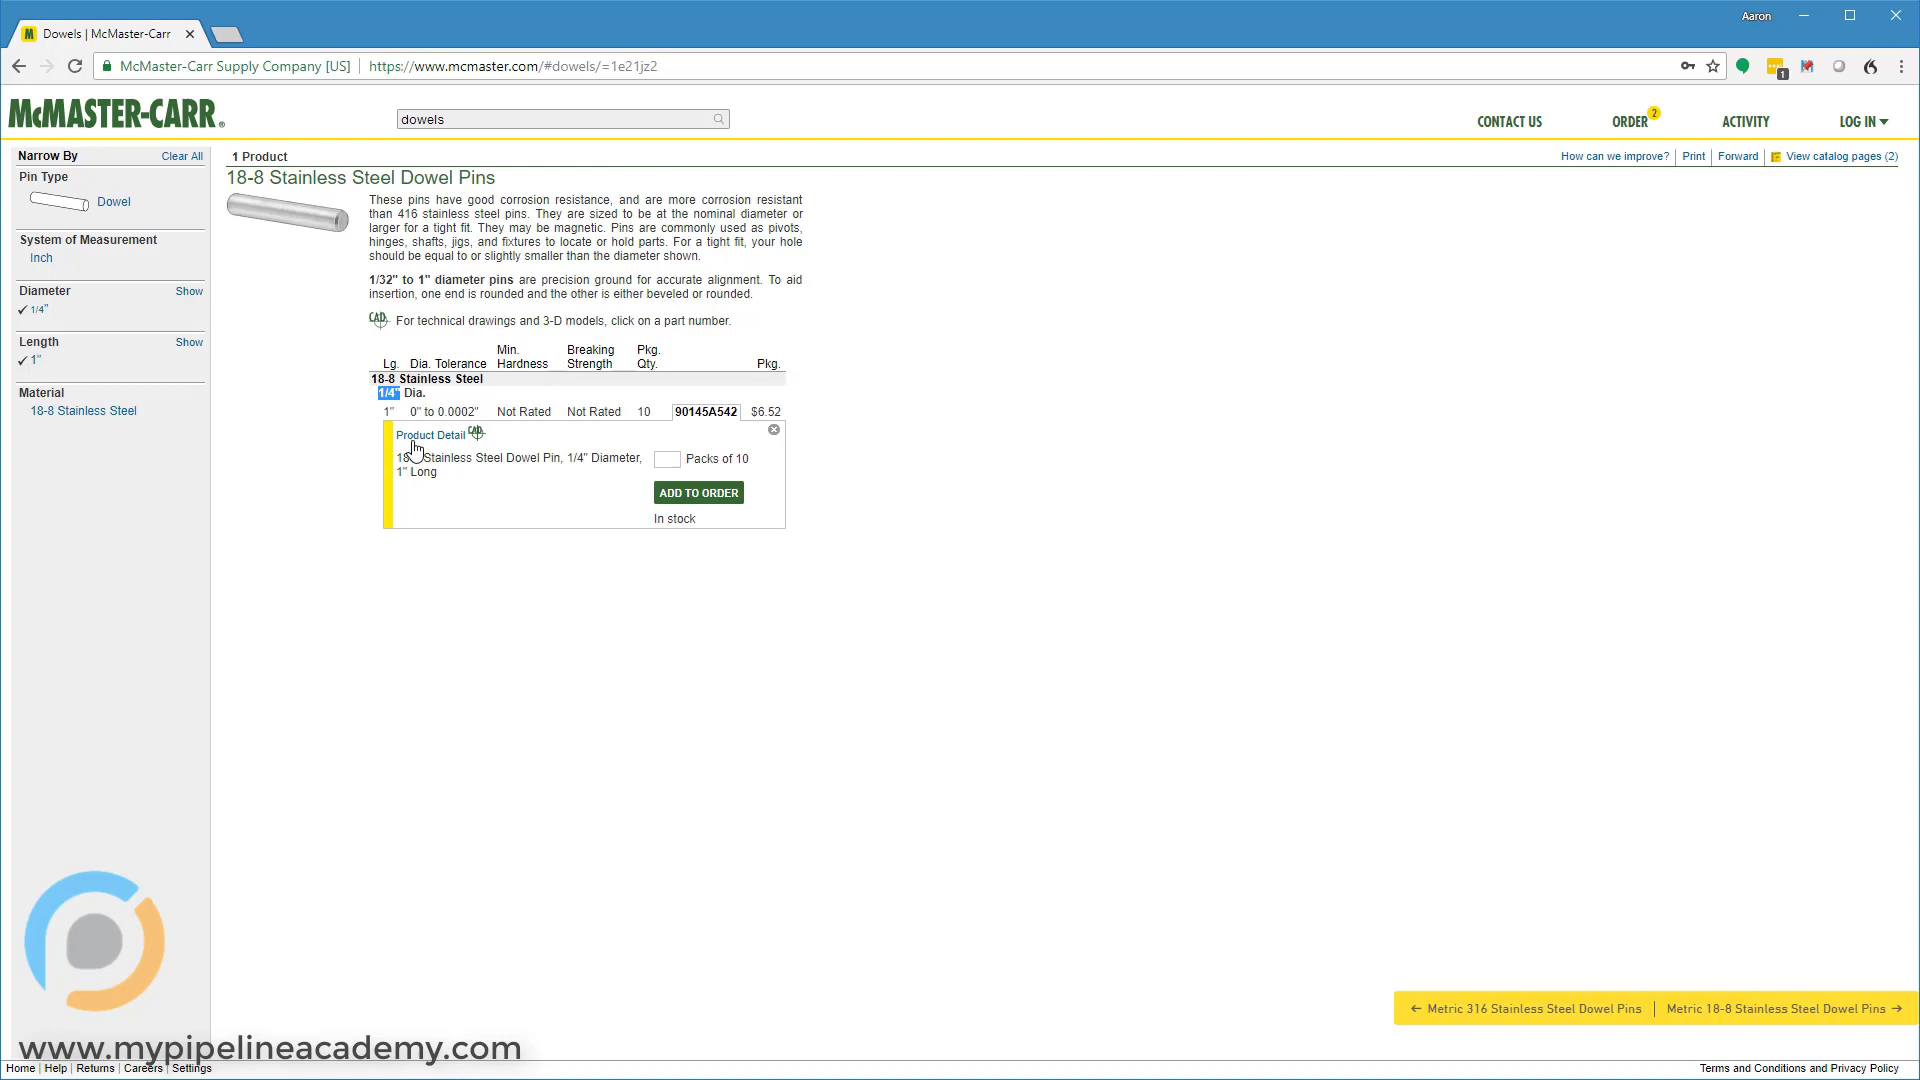 Aaron
Dowels | McMaster-Carr
McMaster-Carr Supply Company [US] https://www.mcmaster.com/#dowels/=1e21jz2
1
McMASTER-CARR®
dowels
CONTACT US
ORDER 2
ACTIVITY
LOG IN
Narrow By Clear All
Pin Type
Dowel
System of Measurement
Inch
Diameter Show
1/4"
Length Show
1"
Material
18-8 Stainless Steel
1 Product
How can we improve? Print Forward View catalog pages (2)
18-8 Stainless Steel Dowel Pins
These pins have good corrosion resistance, and are more corrosion resistant
than 416 stainless steel pins. They are sized to be at the nominal diameter or
larger for a tight fit. They may be magnetic. Pins are commonly used as pivots,
hinges, shafts, jigs, and fixtures to locate or hold parts. For a tight fit, your hole
should be equal to or slightly smaller than the diameter shown.
1/32" to 1" diameter pins are precision ground for accurate alignment. To aid
insertion, one end is rounded and the other is either beveled or rounded.
CAD For technical drawings and 3-D models, click on a part number.
Lg. Dia. Tolerance Min. Hardness Breaking Strength Pkg. Qty. Pkg.
18-8 Stainless Steel
1/4" Dia.
1" 0" to 0.0002" Not Rated Not Rated 10 90145A542 $6.52
Product Detail CAD
18- Stainless Steel Dowel Pin, 1/4" Diameter,
1" Long
Packs of 10
ADD TO ORDER
In stock
← Metric 316 Stainless Steel Dowel Pins | Metric 18-8 Stainless Steel Dowel Pins →
www.mypipelineacademy.com
Home | Help | Returns | Careers | Settings
Terms and Conditions and Privacy Policy